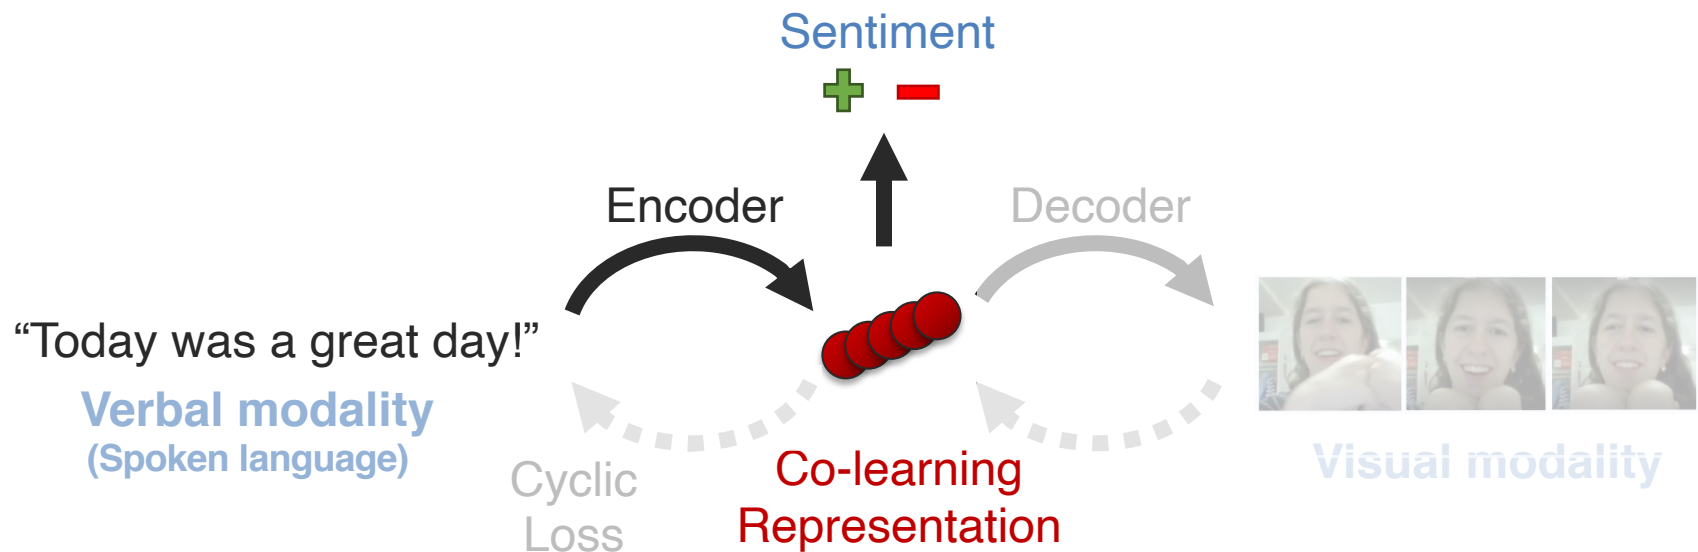 Sentiment
Encoder
Decoder
“Today was a great day!”
Verbal modality
(Spoken language)
Cyclic
Loss
Co-learning
Representation
Visual modality